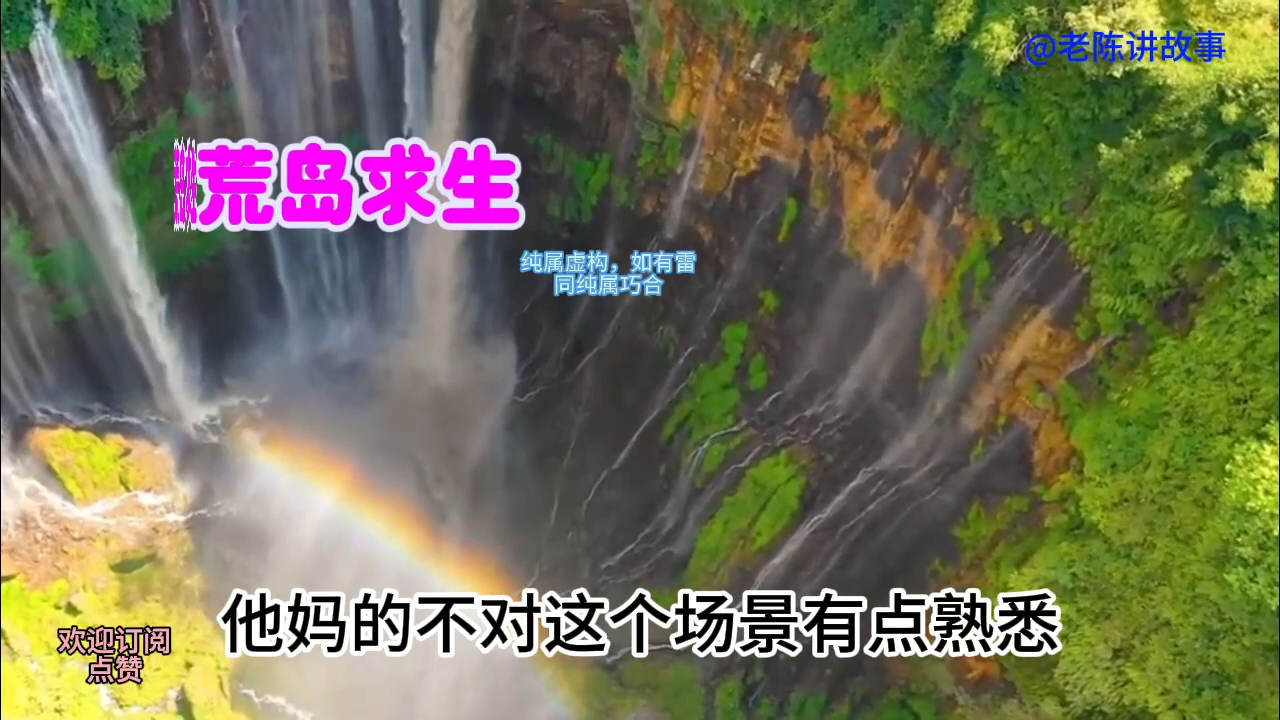 @老陈讲故事
荒岛求生
纯属虚构，如有雷
同纯属巧合
他妈的不对这个场景有点熟悉
欢迎订阅
点赞